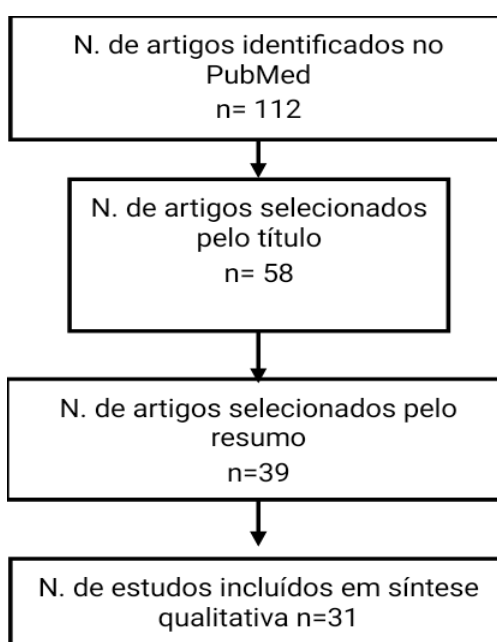 N. de artigos identificados no
PubMed
n= 112
N. de artigos selecionados
pelo título
n= 58
N. de artigos selecionados pelo
resumo
n=39
N. de estudos incluídos em síntese
qualitativa n=31